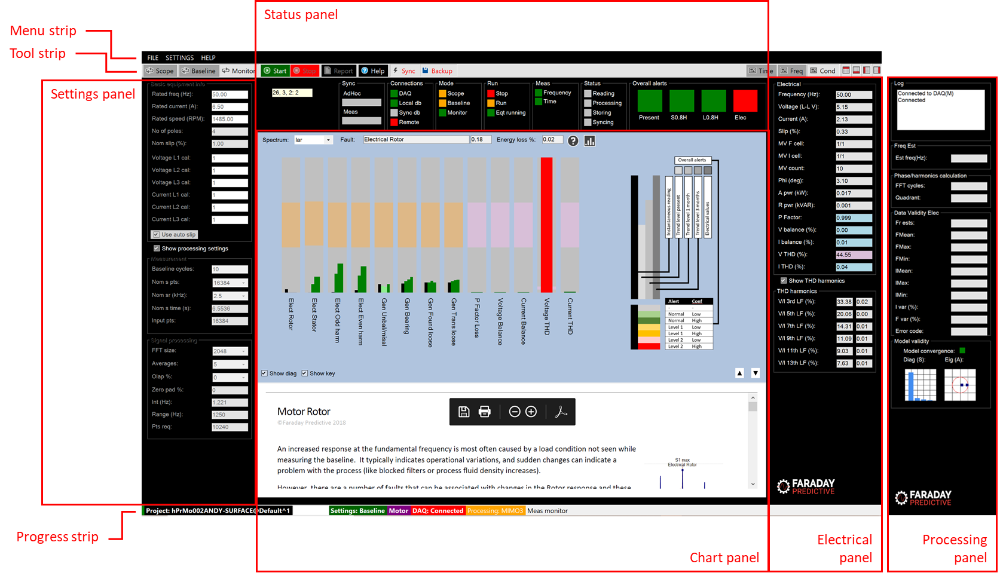 Status panel
Menu strip
Tool strip
Settings panel
FILE SETTINGS HELP
Scope Baseline Monitor Start Stop Report Help Sync Backup Time Freq Cond
Basic equipment info
Rated freq (Hz): 50.00
Rated current (A): 6.50
Rated speed (RPM): 1485.00
No of poles: 4
Nom slip (%): 1.00
Voltage L1 cal: 1
Voltage L2 cal: 1
Voltage L3 cal: 1
Current L1 cal: 1
Current L2 cal: 1
Current L3 cal: 1
Use auto slip
Show processing settings
Measurement
Baseline cycles: 10
Nom s pts: 16384
Nom sr (kHz): 2.5
Nom s time (s): 6.5536
Input pts: 16384
Signal processing
FFT size: 2048
Averages: 5
Olap %: 0
Zero pad %: 0
Int (Hz): 1.221
Range (Hz): 1250
Pts req: 10240
26, 3, 2: 2
Sync
AdHoc
Meas
Connections
DAQ
Local db
Sync db
Remote
Mode
Scope
Baseline
Monitor
Run
Stop
Run
Eqt running
Meas
Frequency
Time
Status
Reading
Processing
Storing
Syncing
Overall alerts
Present S0.8H L0.8H Elec
Spectrum: Iar Fault: Electrical Rotor 0.18 Energy loss %: 0.02
Elect Rotor
Elect Stator
Elect Odd harm
Elect Even harm
Gen Unbal/misal
Gen Bearing
Gen Found loose
Gen Trans loose
P Factor Loss
Voltage Balance
Current Balance
Voltage THD
Current THD
Overall alerts
Instantaneous reading
Trend level present
Trend level 1 month
Trend level 3 months
Electrical values
Alert Conf
- -
Normal Low
Normal High
Level 1 Low
Level 1 High
Level 2 Low
Level 2 High
Show diag Show key
Motor Rotor
©Faraday Predictive 2018
An increased response at the fundamental frequency is most often caused by a load condition not seen while
measuring the baseline. It typically indicates operational variations, and sudden changes can indicate a
problem with the process (like blocked filters or process fluid density increases).
However, there are a number of faults that can be associated with changes in the Rotor response and these
S1 max
Electrical Rotor
Electrical
Frequency (Hz): 50.00
Voltage (L-L V): 5.15
Current (A): 2.13
Slip (%): 0.33
MV F cell: 1/1
MV I cell: 1/1
MV count: 10
Phi (deg): 3.10
A pwr (kW): 0.017
R pwr (kVAR): 0.001
P Factor: 0.999
V balance (%): 0.00
I balance (%): 0.01
V THD (%): 44.55
I THD (%): 0.04
Show THD harmonics
THD harmonics
V/I 3rd LF (%): 33.38 0.02
V/I 5th LF (%): 20.06 0.00
V/I 7th LF (%): 14.31 0.01
V/I 9th LF (%): 11.09 0.01
V/I 11th LF (%): 9.03 0.01
V/I 13th LF (%): 7.63 0.01
FARADAY
PREDICTIVE
Log
Connected to DAQ(M)
Connected
Freq Est
Est freq(Hz):
Phase/harmonics calculation
FFT cycles:
Quadrant:
Data Validity Elec
Fr ests:
FMean:
FMax:
FMin:
IMean:
IMax:
IMin:
I var (%):
F var (%):
Error code:
Model validity
Model convergence:
Diag (S): Eig (A):
FARADAY
PREDICTIVE
Project: hPrMo002ANDY-SURFACE@Default^1 Settings: Baseline Motor DAQ: Connected Processing: MIMO3 Meas monitor
Progress strip
Chart panel
Electrical
panel
Processing
panel